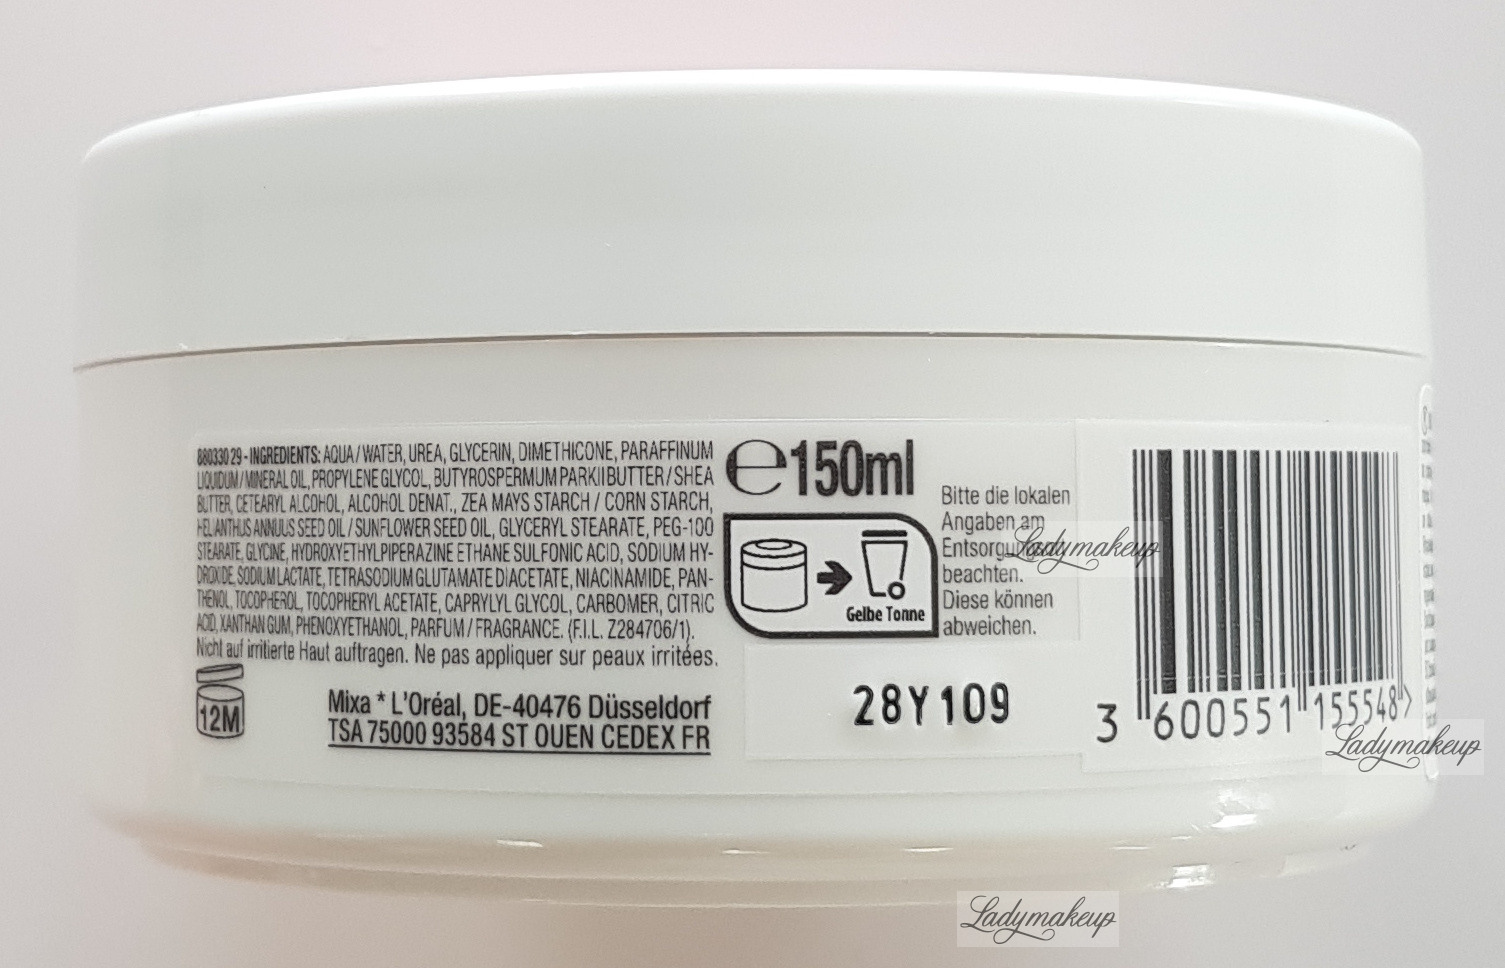 880330 29 - INGREDIENTS: AQUA / WATER, UREA, GLYCERIN, DIMETHICONE, PARAFFINUM
LIQUIDUM / MINERAL OIL, PROPYLENE GLYCOL, BUTYROSPERMUM PARKII BUTTER / SHEA
BUTTER, CETEARYL ALCOHOL, ALCOHOL DENAT., ZEA MAYS STARCH / CORN STARCH,
HELIANTHUS ANNUUS SEED OIL / SUNFLOWER SEED OIL, GLYCERYL STEARATE, PEG-100
STEARATE, GLYCINE, HYDROXYETHYLPIPERAZINE ETHANE SULFONIC ACID, SODIUM HY-
DROXIDE, SODIUM LACTATE, TETRASODIUM GLUTAMATE DIACETATE, NIACINAMIDE, PAN-
THENOL, TOCOPHEROL, TOCOPHERYL ACETATE, CAPRYLYL GLYCOL, CARBOMER, CITRIC
ACID, XANTHAN GUM, PHENOXYETHANOL, PARFUM / FRAGRANCE. (F.I.L. Z284706/1).
Nicht auf irritierte Haut auftragen. Ne pas appliquer sur peaux irritées.
12M
Mixa * L'Oréal, DE-40476 Düsseldorf
TSA 75000 93584 ST OUEN CEDEX FR
℮150ml
Gelbe Tonne
Bitte die lokalen
Angaben am
beachten.
Diese können
abweichen.
28Y109
3 600551 155548 >
Ladymakeup
Ladymakeup
Ladymakeup